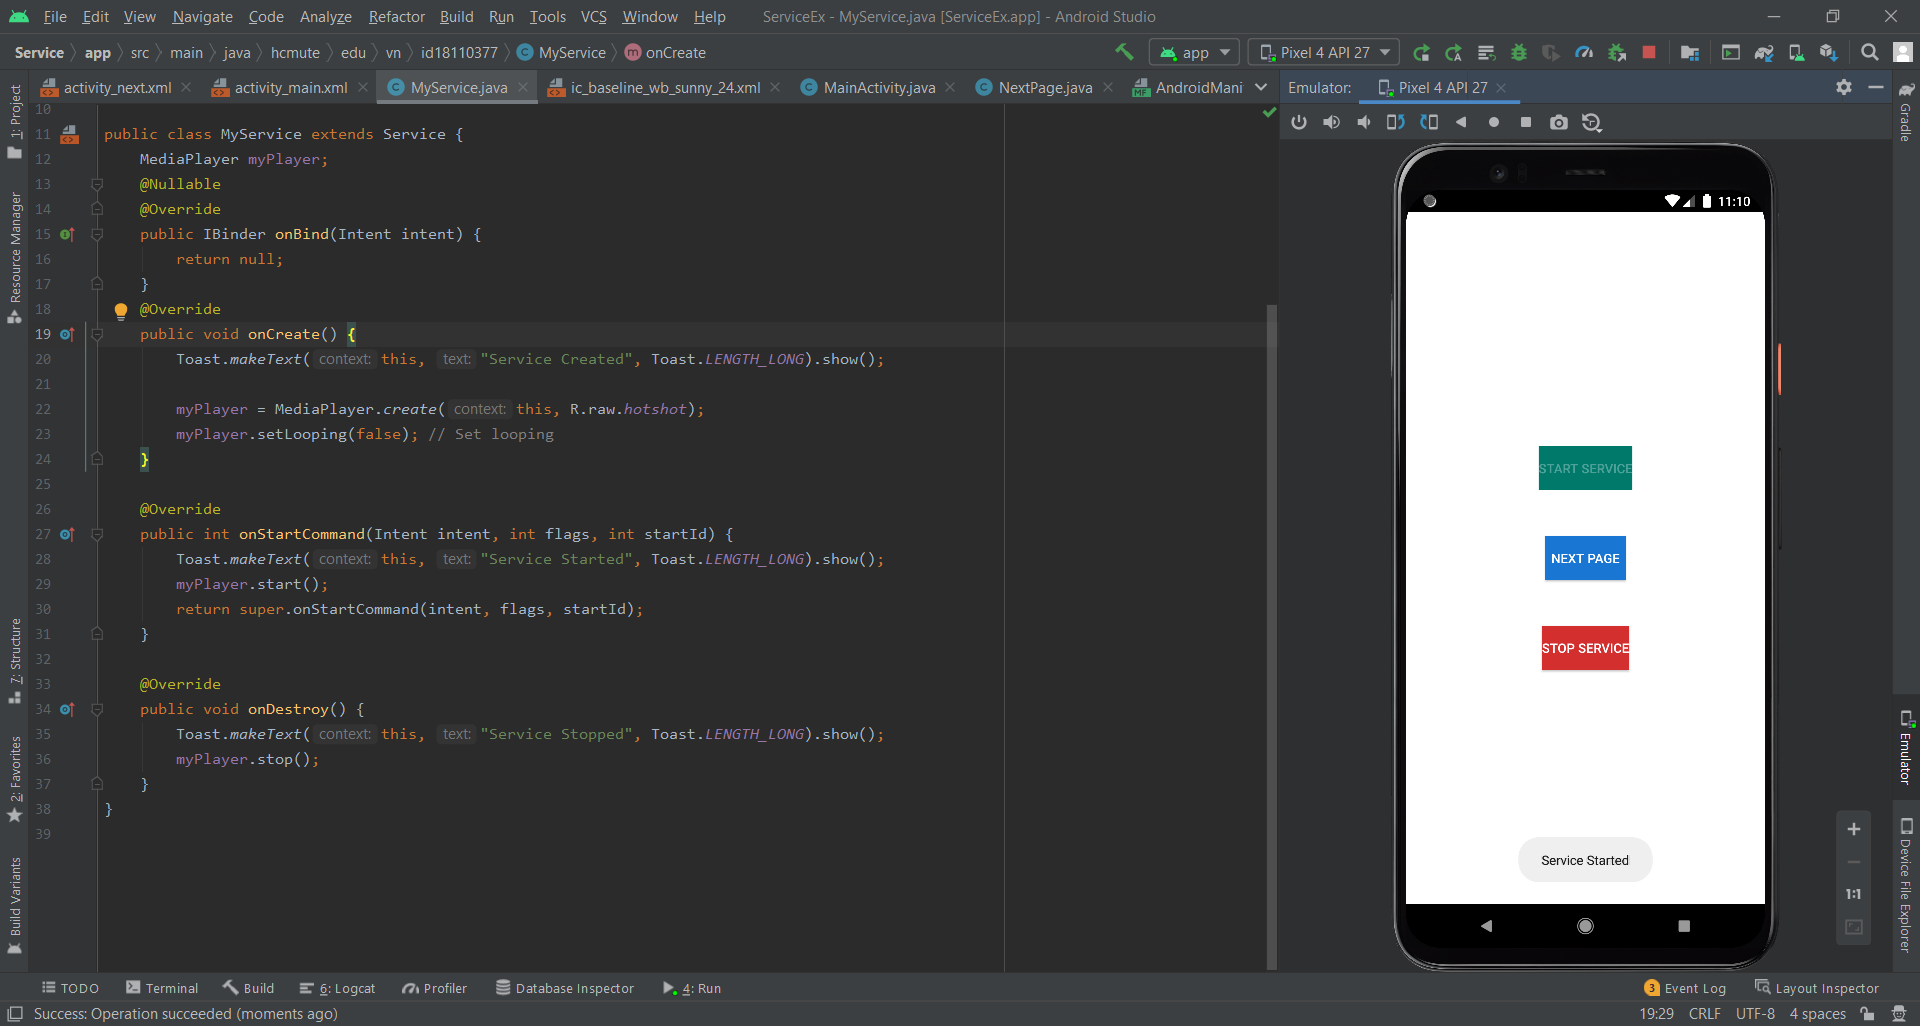 File Edit View Navigate Code Analyze Refactor Build Run Tools VCS Window Help ServiceEx - MyService.java [ServiceEx.app] - Android Studio
Service app src main java hcmute edu vn id18110377 MyService onCreate app Pixel 4 API 27
activity_next.xml activity_main.xml MyService.java ic_baseline_wb_sunny_24.xml MainActivity.java NextPage.java AndroidMani Emulator: Pixel 4 API 27
1: Project
Resource Manager
7: Structure
2: Favorites
Build Variants
10
11 public class MyService extends Service {
12 MediaPlayer myPlayer;
13 @Nullable
14 @Override
15 public IBinder onBind(Intent intent) {
16 return null;
17 }
18 @Override
19 public void onCreate() {
20 Toast.makeText( context: this, text: "Service Created", Toast.LENGTH_LONG).show();
21
22 myPlayer = MediaPlayer.create( context: this, R.raw.hotshot);
23 myPlayer.setLooping(false); // Set looping
24 }
25
26 @Override
27 public int onStartCommand(Intent intent, int flags, int startId) {
28 Toast.makeText( context: this, text: "Service Started", Toast.LENGTH_LONG).show();
29 myPlayer.start();
30 return super.onStartCommand(intent, flags, startId);
31 }
32
33 @Override
34 public void onDestroy() {
35 Toast.makeText( context: this, text: "Service Stopped", Toast.LENGTH_LONG).show();
36 myPlayer.stop();
37 }
38 }
39
11:10
START SERVICE
NEXT PAGE
STOP SERVICE
Service Started
1:1
Gradle
Emulator
Device File Explorer
TODO Terminal Build 6: Logcat Profiler Database Inspector 4: Run 3 Event Log Layout Inspector
Success: Operation succeeded (moments ago) 19:29 CRLF UTF-8 4 spaces